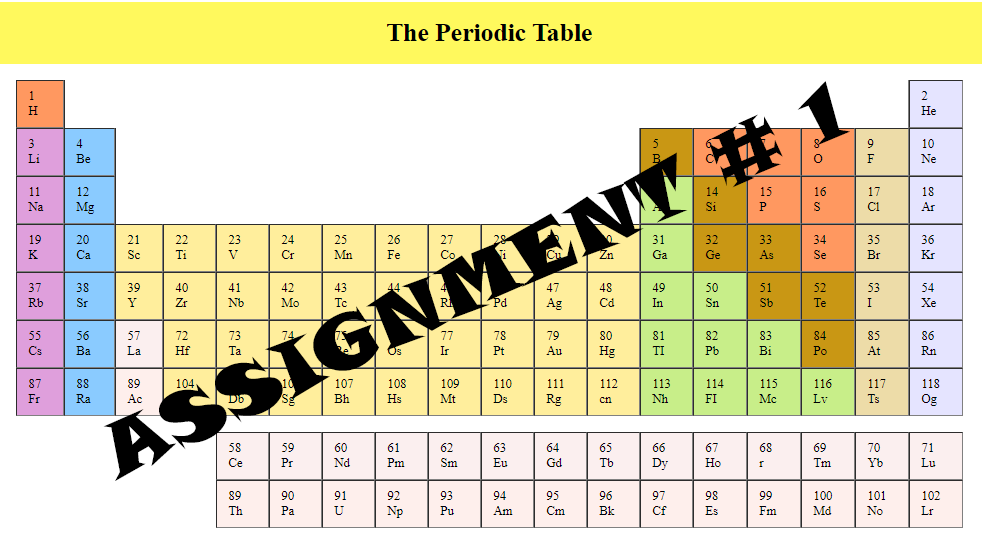 The Periodic Table
1 2
H He
3 4 5 6 8 9 10
Li Be B C O F Ne
11 12 14 15 16 17 18
Na Mg Si P S Cl Ar
19 20 21 22 23 24 25 26 27 28 31 32 33 34 35 36
K Ca Sc Ti V Cr Mn Fe Co Cu Zn Ga Ge As Se Br Kr
37 38 39 40 41 42 43 44 47 48 49 50 51 52 53 54
Rb Sr Y Zr Nb Mo Tc Pd Ag Cd In Sn Sb Te I Xe
55 56 57 72 73 74 77 78 79 80 81 82 83 84 85 86
Cs Ba La Hf Ta Os Ir Pt Au Hg TI Pb Bi Po At Rn
87 88 89 104 107 108 109 110 111 112 113 114 115 116 117 118
Fr Ra Ac Db Sg Bh Hs Mt Ds Rg cn Nh FI Mc Lv Ts Og
58 59 60 61 62 63 64 65 66 67 68 69 70 71
Ce Pr Nd Pm Sm Eu Gd Tb Dy Ho r Tm Yb Lu
89 90 91 92 93 94 95 96 97 98 99 100 101 102
Th Pa U Np Pu Am Cm Bk Cf Es Fm Md No Lr
ASSIGNMENT # 1